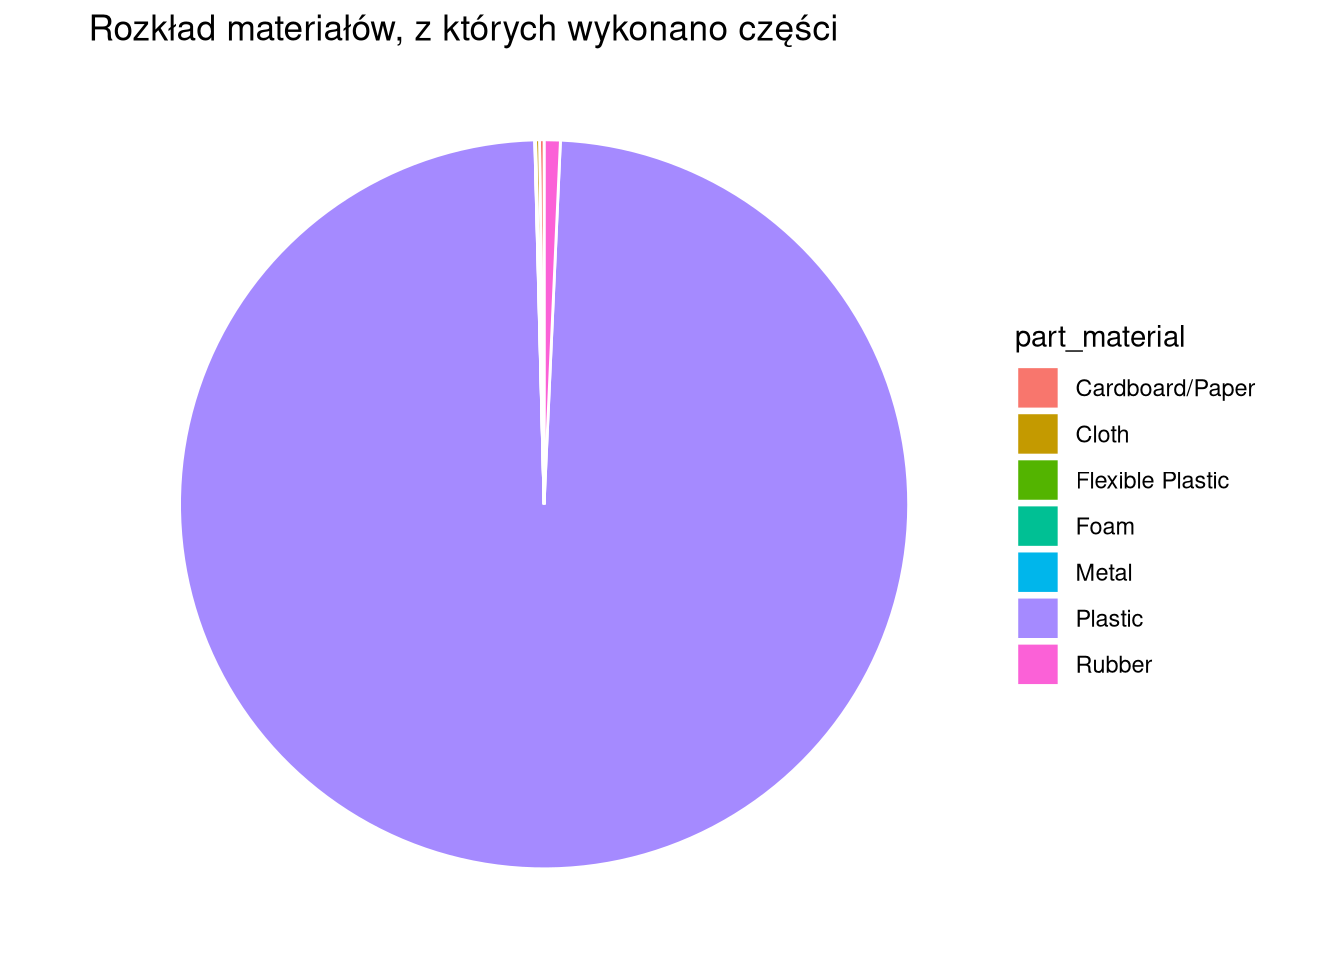 Rozkład materiałów, z których wykonano części
part_material
Cardboard/Paper
Cloth
Flexible Plastic
Foam
Metal
Plastic
Rubber